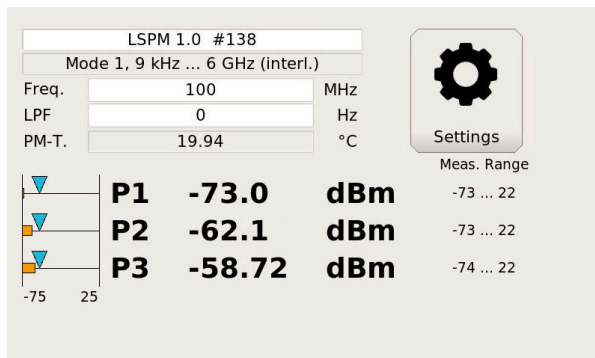 LSPM 1.0 #138
Mode 1, 9 kHz ... 6 GHz (interl.)
Freq. 100 MHz
LPF 0 Hz
PM-T. 19.94 °C
Settings
Meas. Range
P1 -73.0 dBm -73 ... 22
P2 -62.1 dBm -73 ... 22
P3 -58.72 dBm -74 ... 22
-75 25